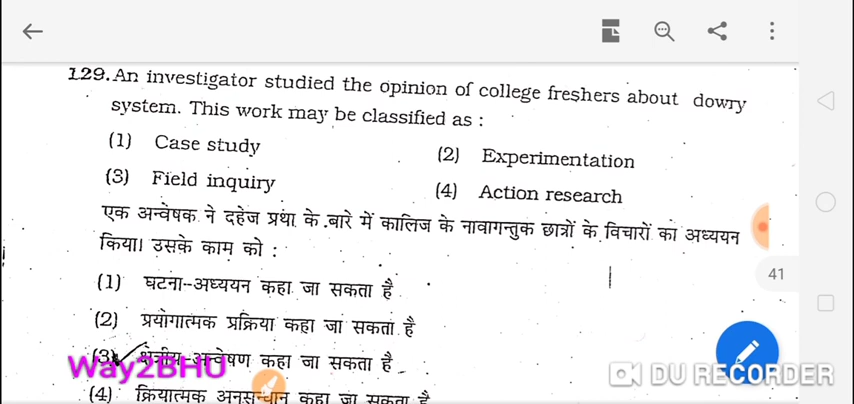 129. An investigator studied the opinion of college freshers about dowry
system. This work may be classified as :
(1) Case study (2) Experimentation
(3) Field inquiry (4) Action research
एक अन्वेषक ने दहेज प्रथा के बारे में कालिज के नावागन्तुक छात्रों के विचारों का अध्ययन
किया। उसके काम को :
41
(1) घटना-अध्ययन कहा जा सकता है
(2) प्रयोगात्मक प्रक्रिया कहा जा सकता है
(3) क्षेत्रीय-अन्वेषण कहा जा सकता है
Way2BHU
DU RECORDER
(4) क्रियात्मक अनुसन्धान कहा जा सकता है